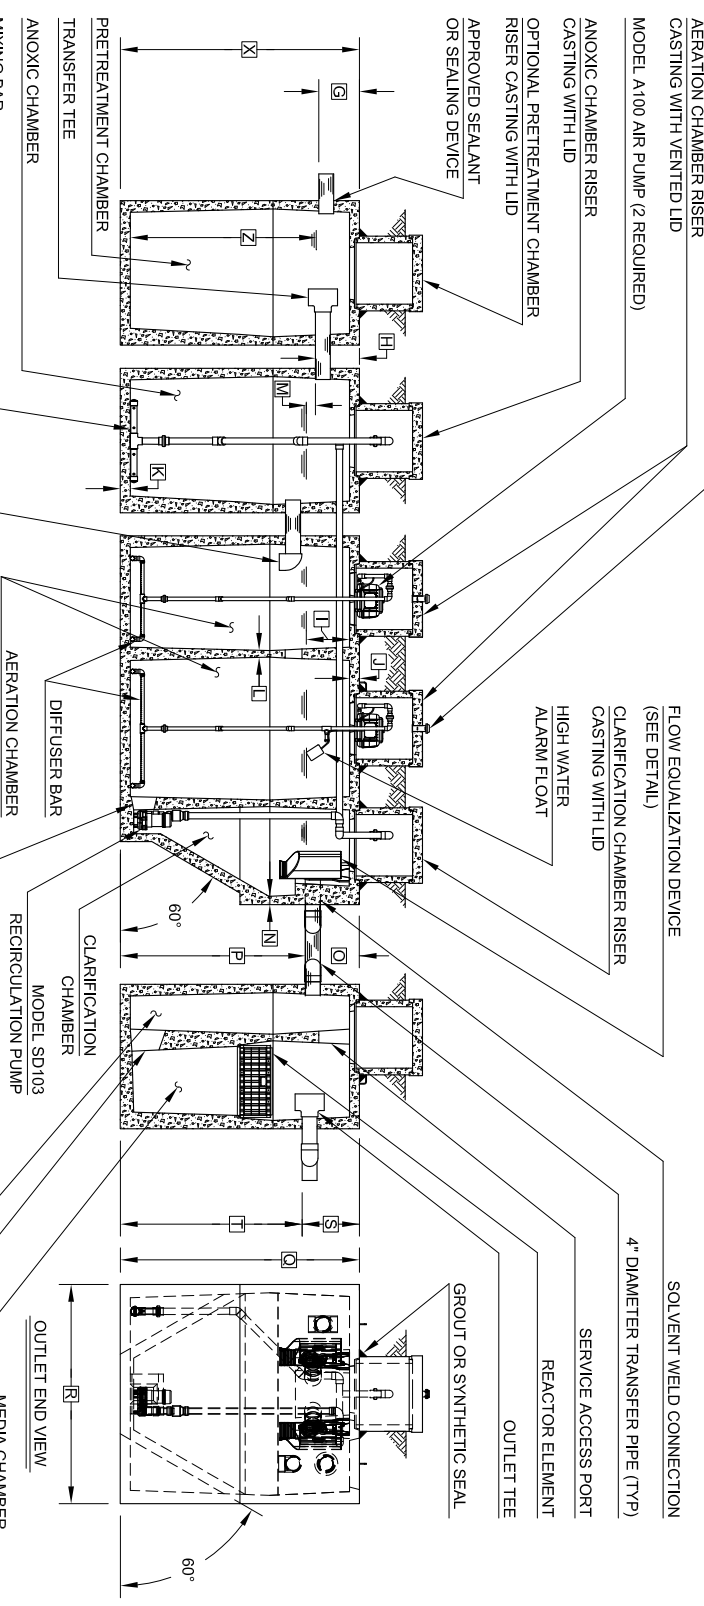 AERATION CHAMBER RISER
CASTING WITH VENTED LID
MODEL A100 AIR PUMP (2 REQUIRED)
ANOXIC CHAMBER RISER
CASTING WITH LID
OPTIONAL PRETREATMENT CHAMBER
RISER CASTING WITH LID
APPROVED SEALANT
OR SEALING DEVICE
TRANSFER TEE
PRETREATMENT CHAMBER
ANOXIC CHAMBER
MIXING BAR
FLOW EQUALIZATION DEVICE
(SEE DETAIL)
CLARIFICATION CHAMBER RISER
CASTING WITH LID
HIGH WATER
ALARM FLOAT
DIFFUSER BAR
AERATION CHAMBER
CLARIFICATION
CHAMBER
MODEL SD103
RECIRCULATION PUMP
SOLVENT WELD CONNECTION
4" DIAMETER TRANSFER PIPE (TYP)
SERVICE ACCESS PORT
REACTOR ELEMENT
OUTLET TEE
GROUT OR SYNTHETIC SEAL
OUTLET END VIEW
MEDIA CHAMBER
X
G
Z
H
M
K
I
J
L
N
O
P
60°
S
T
Q
R
60°